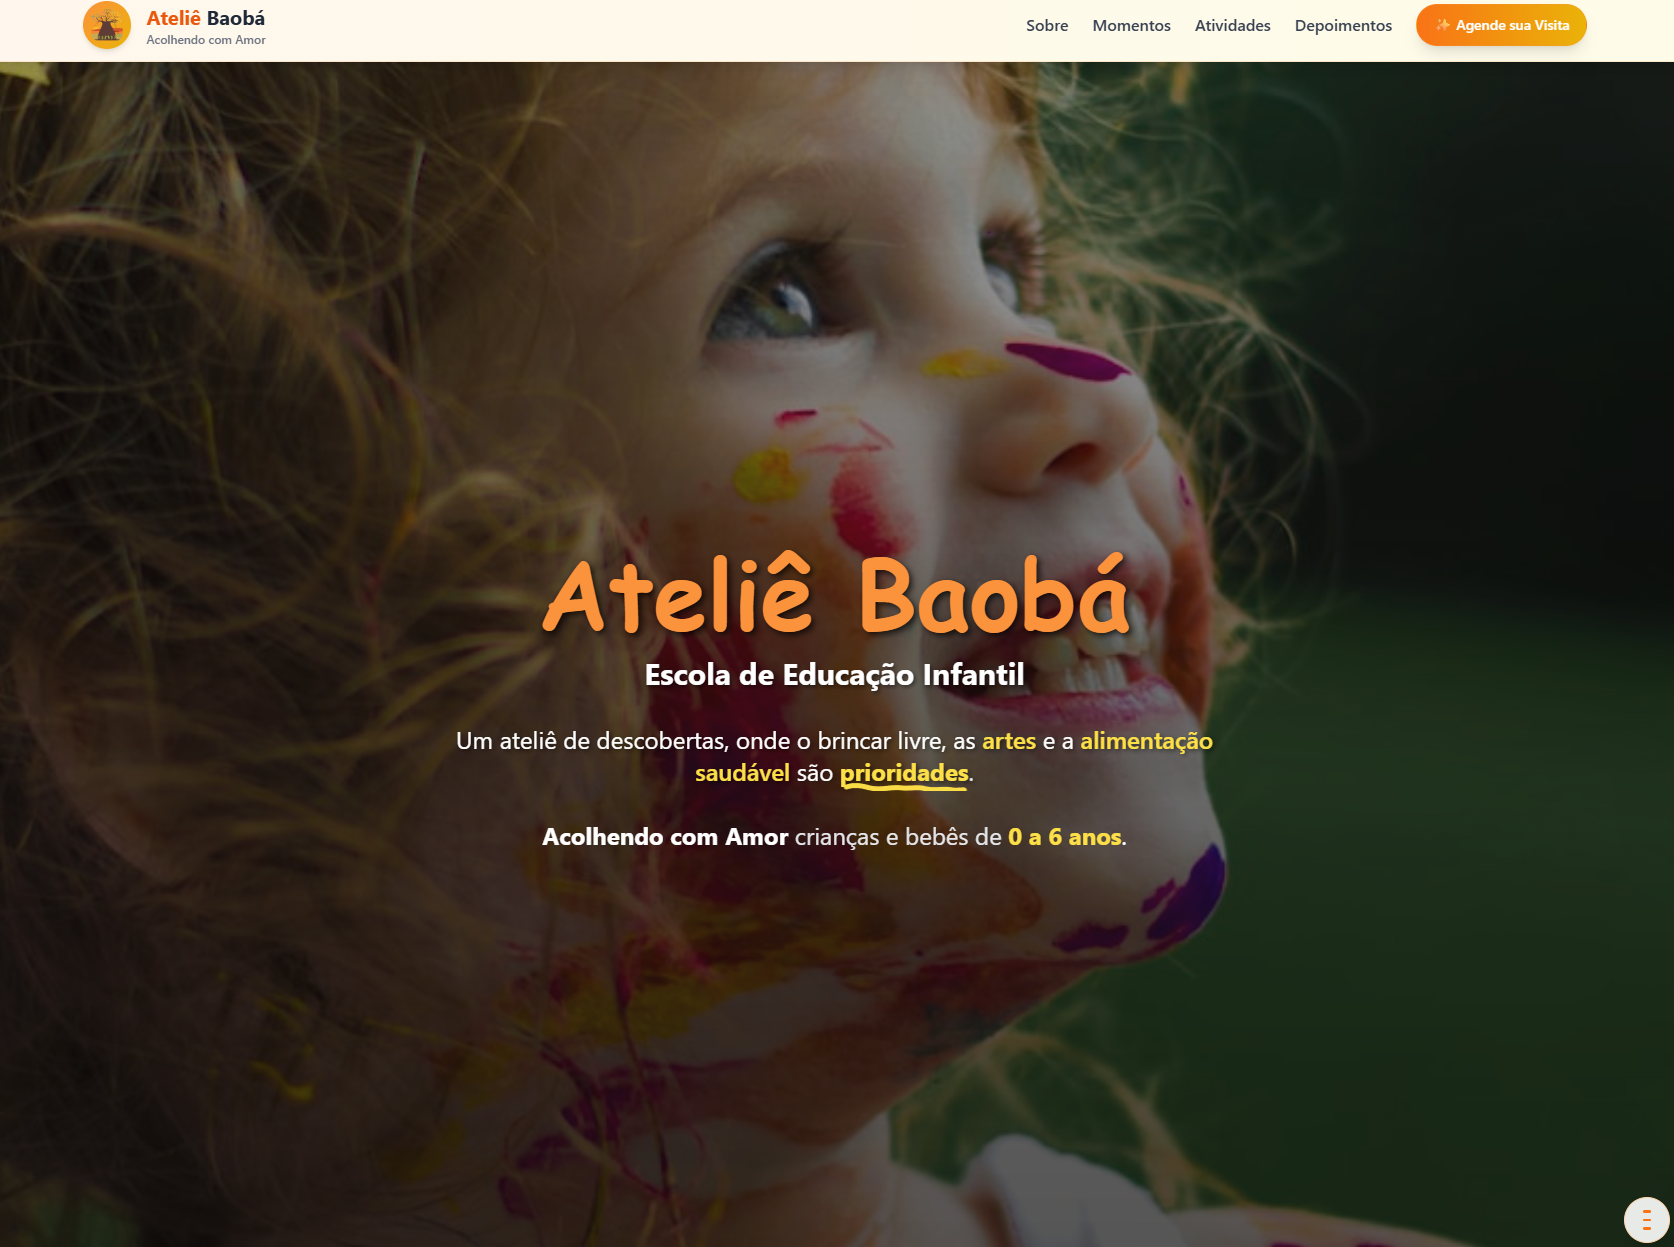 Ateliê Baobá
Acolhendo com Amor
Sobre
Momentos
Atividades
Depoimentos
✨ Agende sua Visita
Ateliê Baobá
Escola de Educação Infantil
Um ateliê de descobertas, onde o brincar livre, as artes e a alimentação
saudável são prioridades.
Acolhendo com Amor crianças e bebês de 0 a 6 anos.